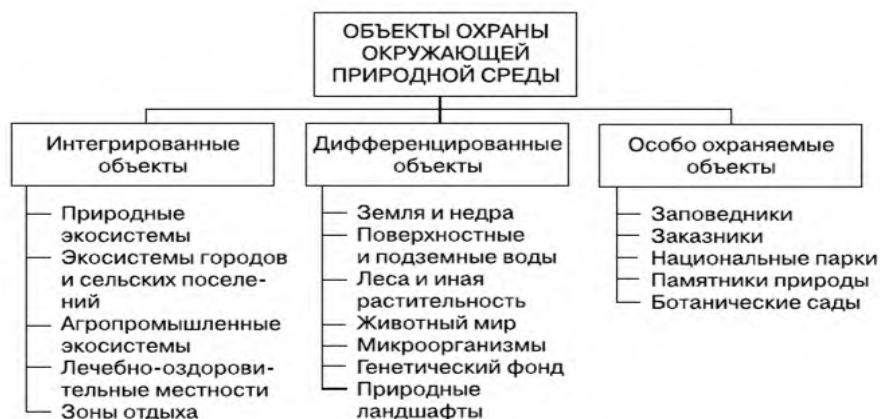 ОБЪЕКТЫ ОХРАНЫ
ОКРУЖАЮЩЕЙ
ПРИРОДНОЙ СРЕДЫ
Интегрированные
объекты
Природные
экосистемы
Экосистемы городов
и сельских поселе-
ний
Агропромышленные
экосистемы
Лечебно-оздорови-
тельные местности
Зоны отдыха
Дифференцированные
объекты
Земля и недра
Поверхностные
и подземные воды
Леса и иная
растительность
Животный мир
Микроорганизмы
Генетический фонд
Природные
ландшафты
Особо охраняемые
объекты
Заповедники
Заказники
Национальные парки
Памятники природы
Ботанические сады